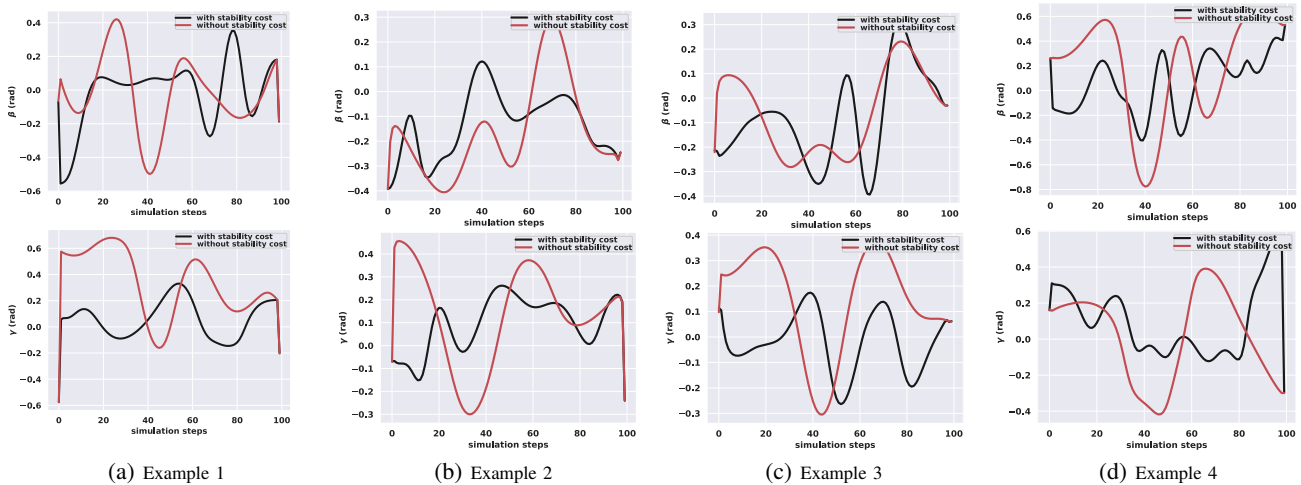 with stability cost
without stability cost
β (rad)
0.4
0.2
0.0
−0.2
−0.4
−0.6
0 20 40 60 80 100
simulation steps
with stability cost
without stability cost
γ (rad)
0.6
0.4
0.2
0.0
−0.2
−0.4
−0.6
0 20 40 60 80 100
simulation steps
(a) Example 1
with stability cost
without stability cost
β (rad)
0.3
0.2
0.1
0.0
−0.1
−0.2
−0.3
−0.4
0 20 40 60 80 100
simulation steps
with stability cost
without stability cost
γ (rad)
0.4
0.3
0.2
0.1
0.0
−0.1
−0.2
−0.3
0 20 40 60 80 100
simulation steps
(b) Example 2
with stability cost
without stability cost
β (rad)
0.3
0.2
0.1
0.0
−0.1
−0.2
−0.3
−0.4
0 20 40 60 80 100
simulation steps
with stability cost
without stability cost
γ (rad)
0.4
0.3
0.2
0.1
0.0
−0.1
−0.2
−0.3
0 20 40 60 80 100
simulation steps
(c) Example 3
with stability cost
without stability cost
β (rad)
0.6
0.4
0.2
0.0
−0.2
−0.4
−0.6
−0.8
0 20 40 60 80 100
simulation steps
with stability cost
without stability cost
γ (rad)
0.6
0.4
0.2
0.0
−0.2
−0.4
0 20 40 60 80 100
simulation steps
(d) Example 4